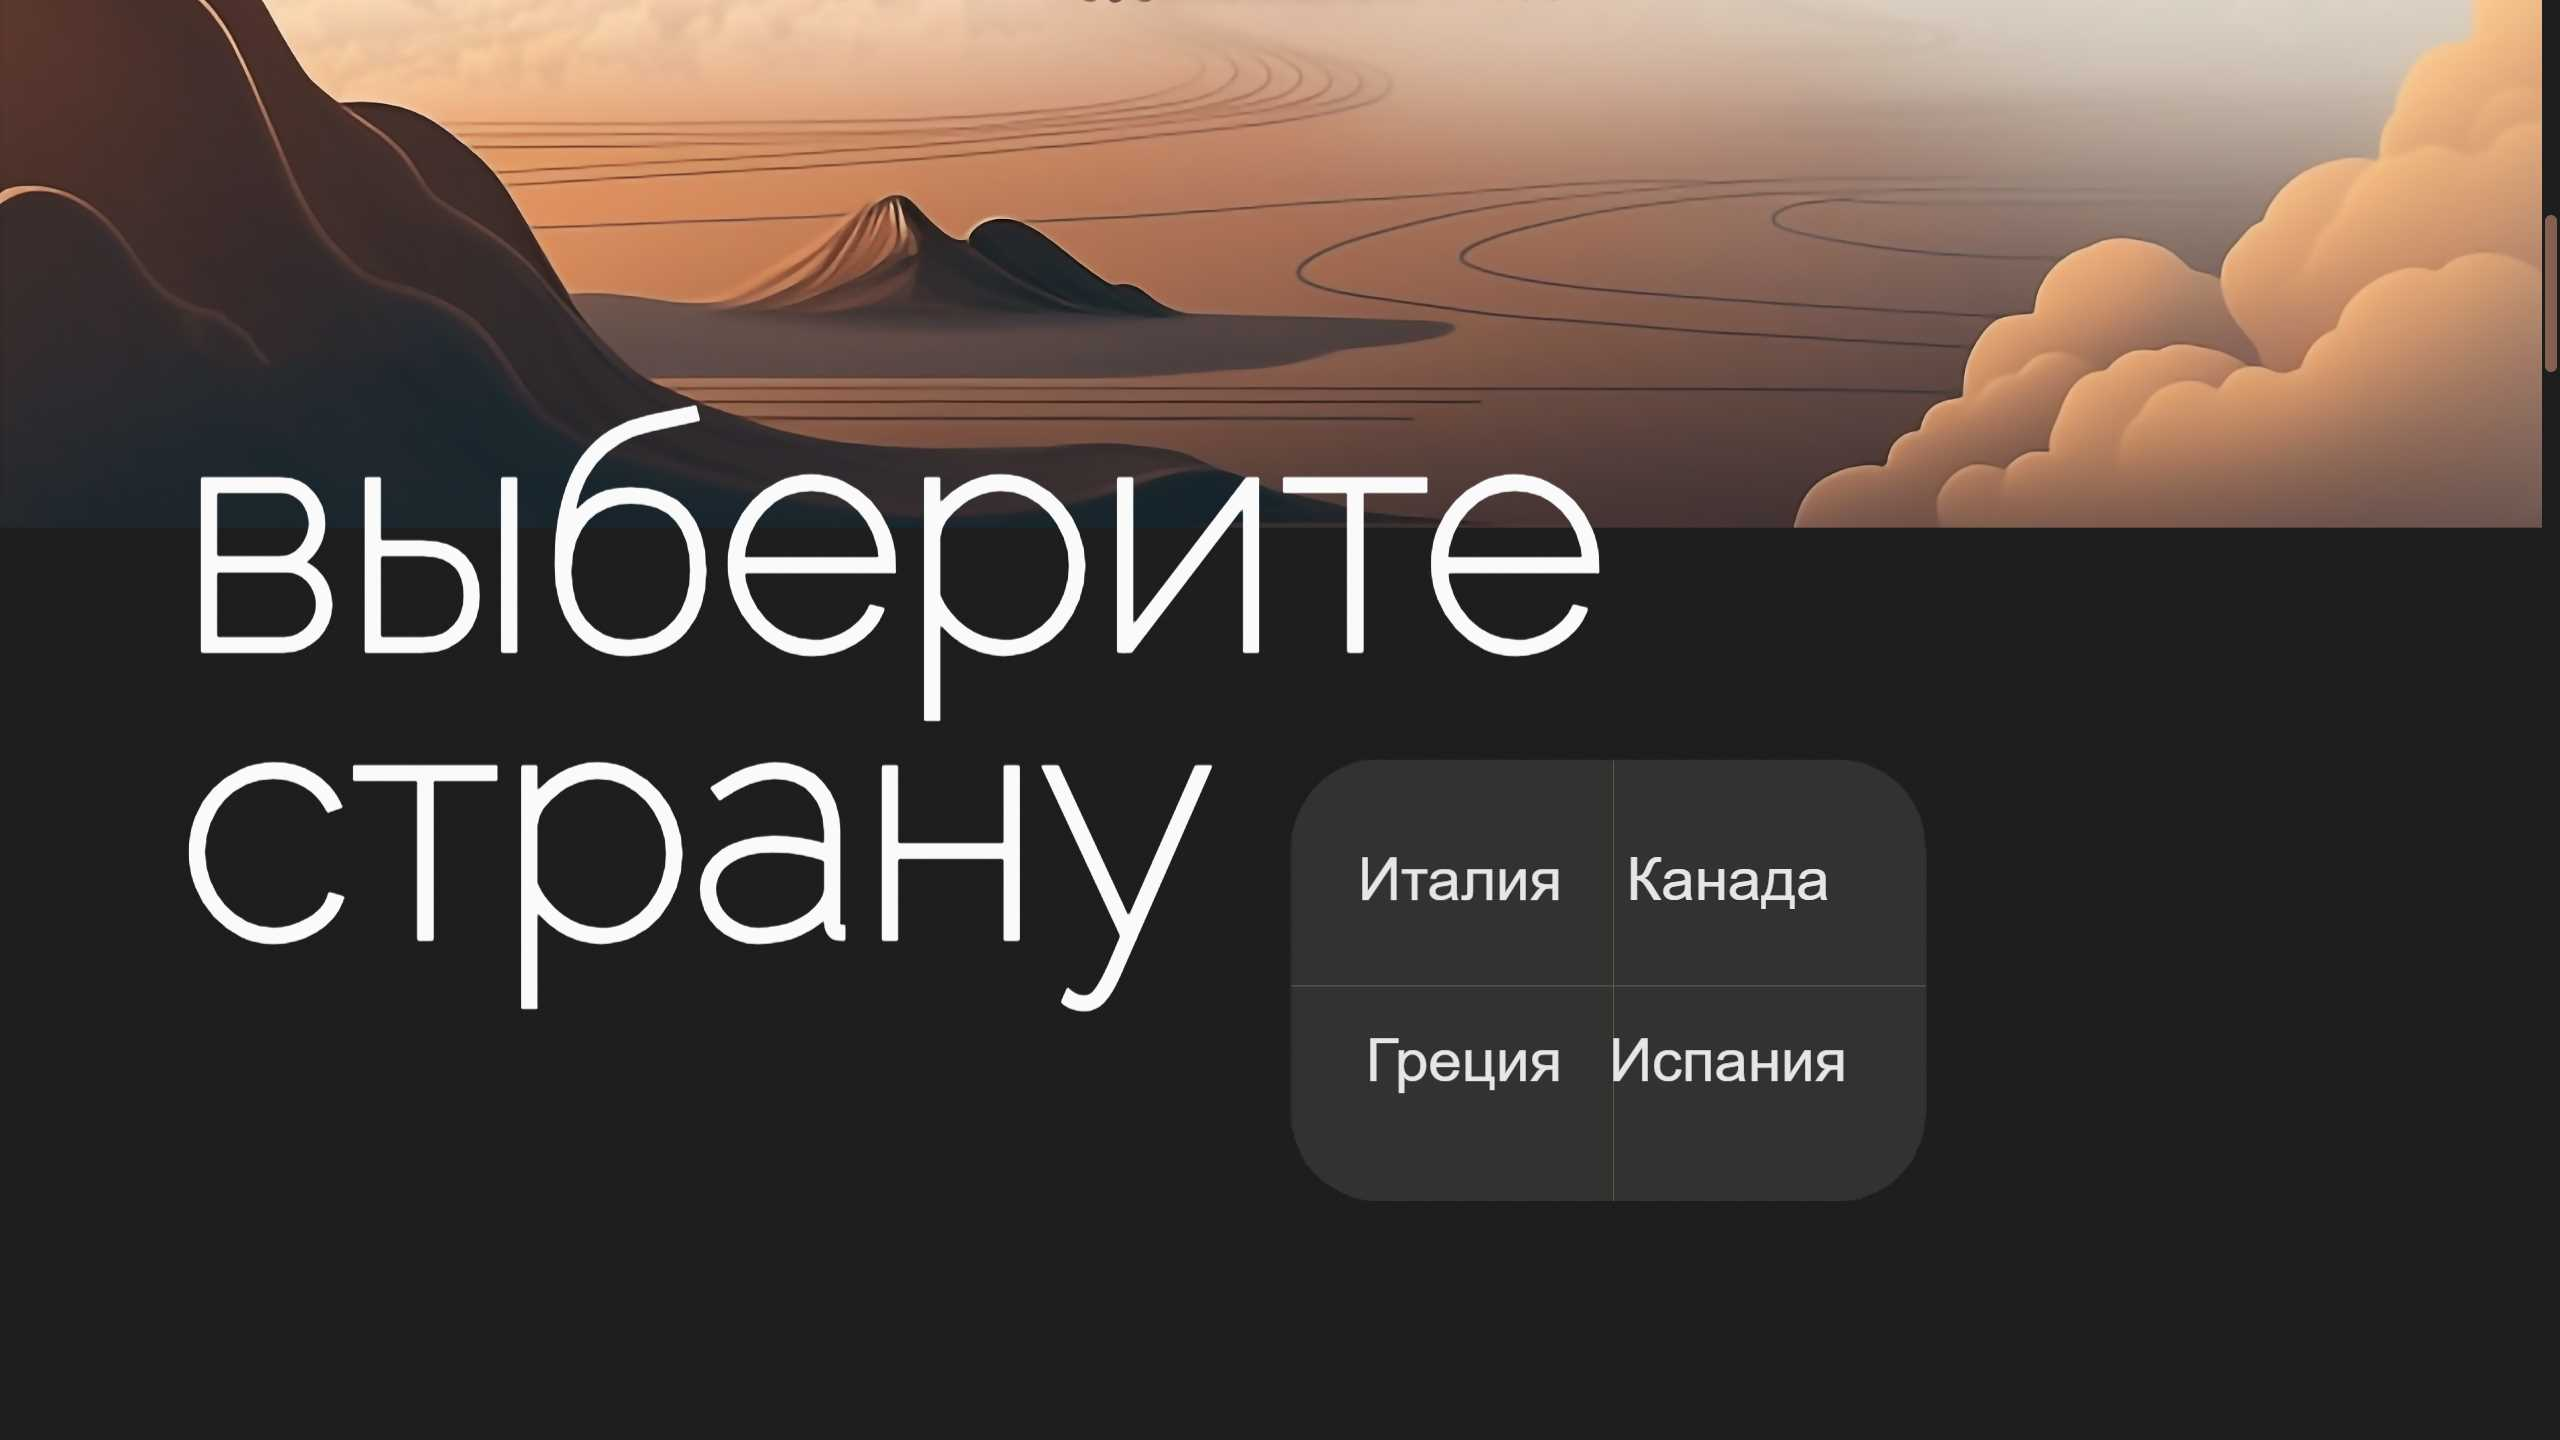 выберите
страну
Италия Канада
Греция Испания